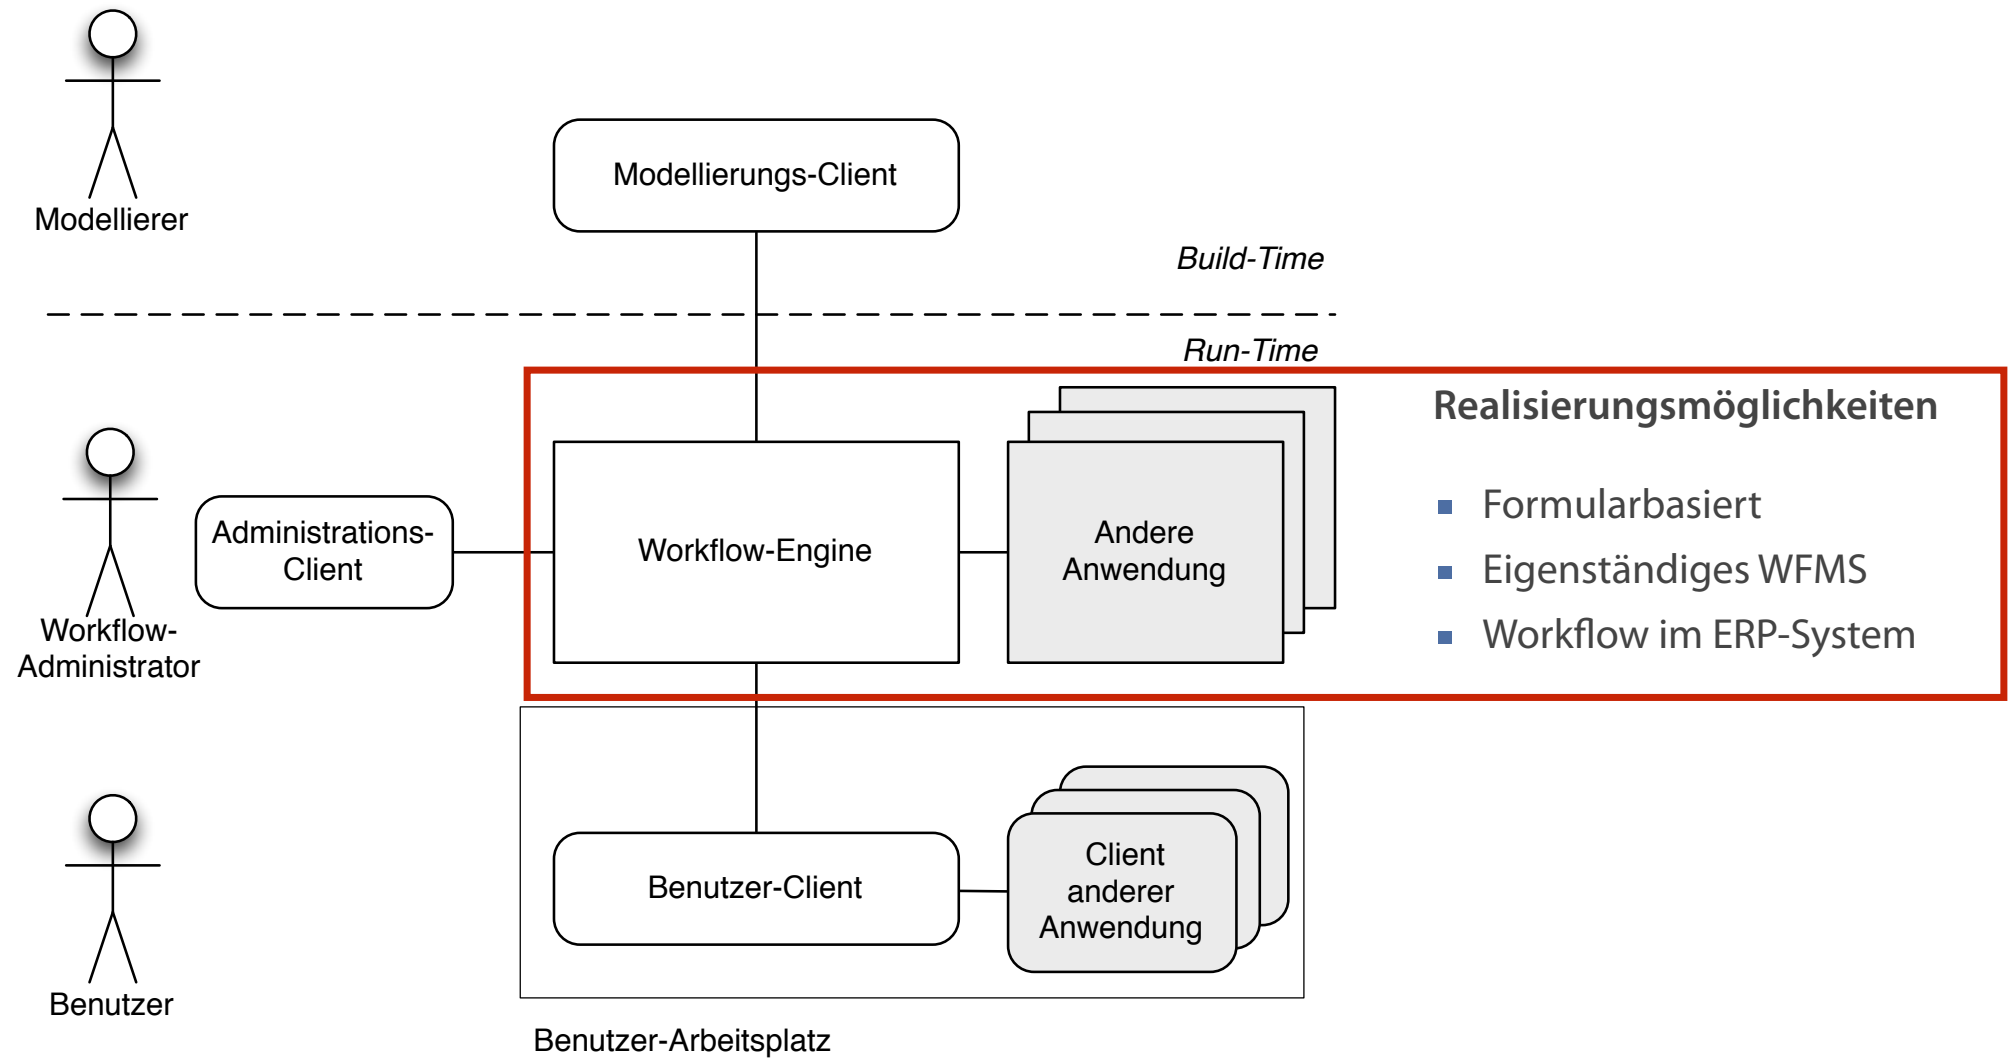 Modellierer
Modellierungs-Client
Build-Time
Run-Time
Realisierungsmöglichkeiten
Formularbasiert
Eigenständiges WFMS
Workflow im ERP-System
Administrations-
Client
Workflow-Engine
Andere
Anwendung
Workflow-
Administrator
Benutzer-Client
Client
anderer
Anwendung
Benutzer
Benutzer-Arbeitsplatz